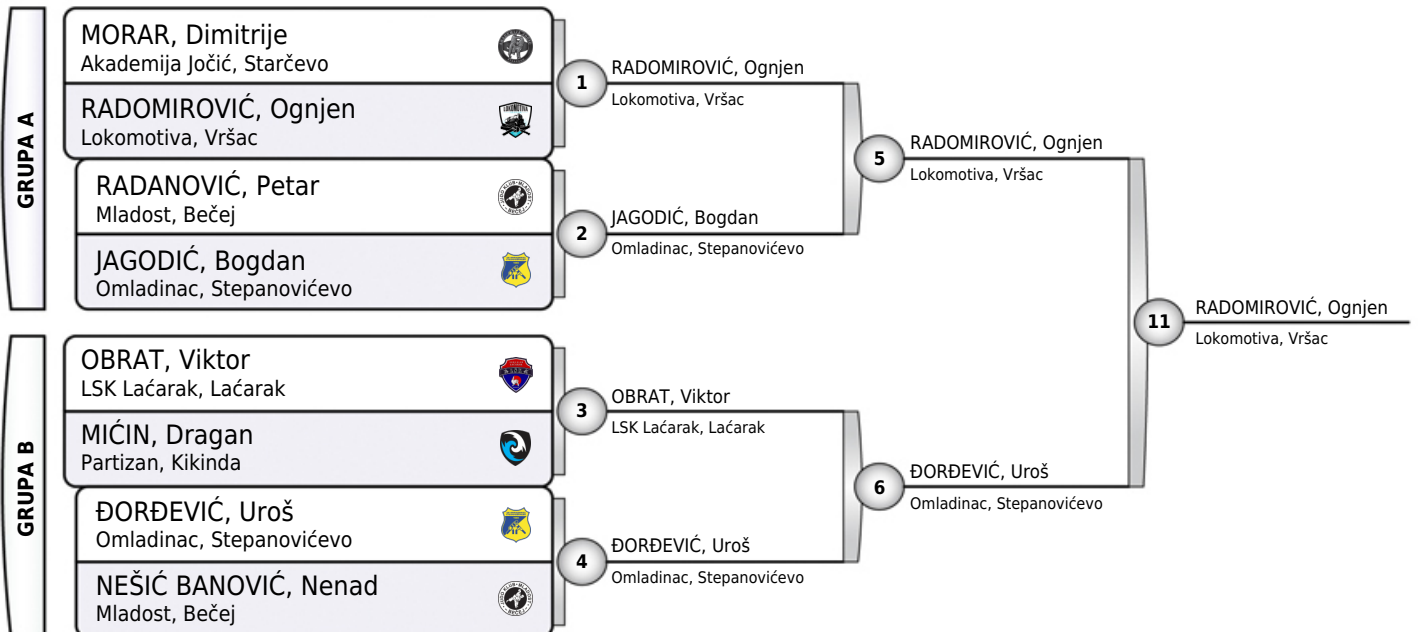 GRUPA A
MORAR, Dimitrije
Akademija Jočić, Starčevo
RADOMIROVIĆ, Ognjen
Lokomotiva, Vršac
RADANOVIĆ, Petar
Mladost, Bečej
JAGODIĆ, Bogdan
Omladinac, Stepanovićevo
GRUPA B
OBRAT, Viktor
LSK Laćarak, Laćarak
MIĆIN, Dragan
Partizan, Kikinda
ĐORĐEVIĆ, Uroš
Omladinac, Stepanovićevo
NEŠIĆ BANOVIĆ, Nenad
Mladost, Bečej
1
RADOMIROVIĆ, Ognjen
Lokomotiva, Vršac
2
JAGODIĆ, Bogdan
Omladinac, Stepanovićevo
3
OBRAT, Viktor
LSK Laćarak, Laćarak
4
ĐORĐEVIĆ, Uroš
Omladinac, Stepanovićevo
5
RADOMIROVIĆ, Ognjen
Lokomotiva, Vršac
6
ĐORĐEVIĆ, Uroš
Omladinac, Stepanovićevo
11
RADOMIROVIĆ, Ognjen
Lokomotiva, Vršac